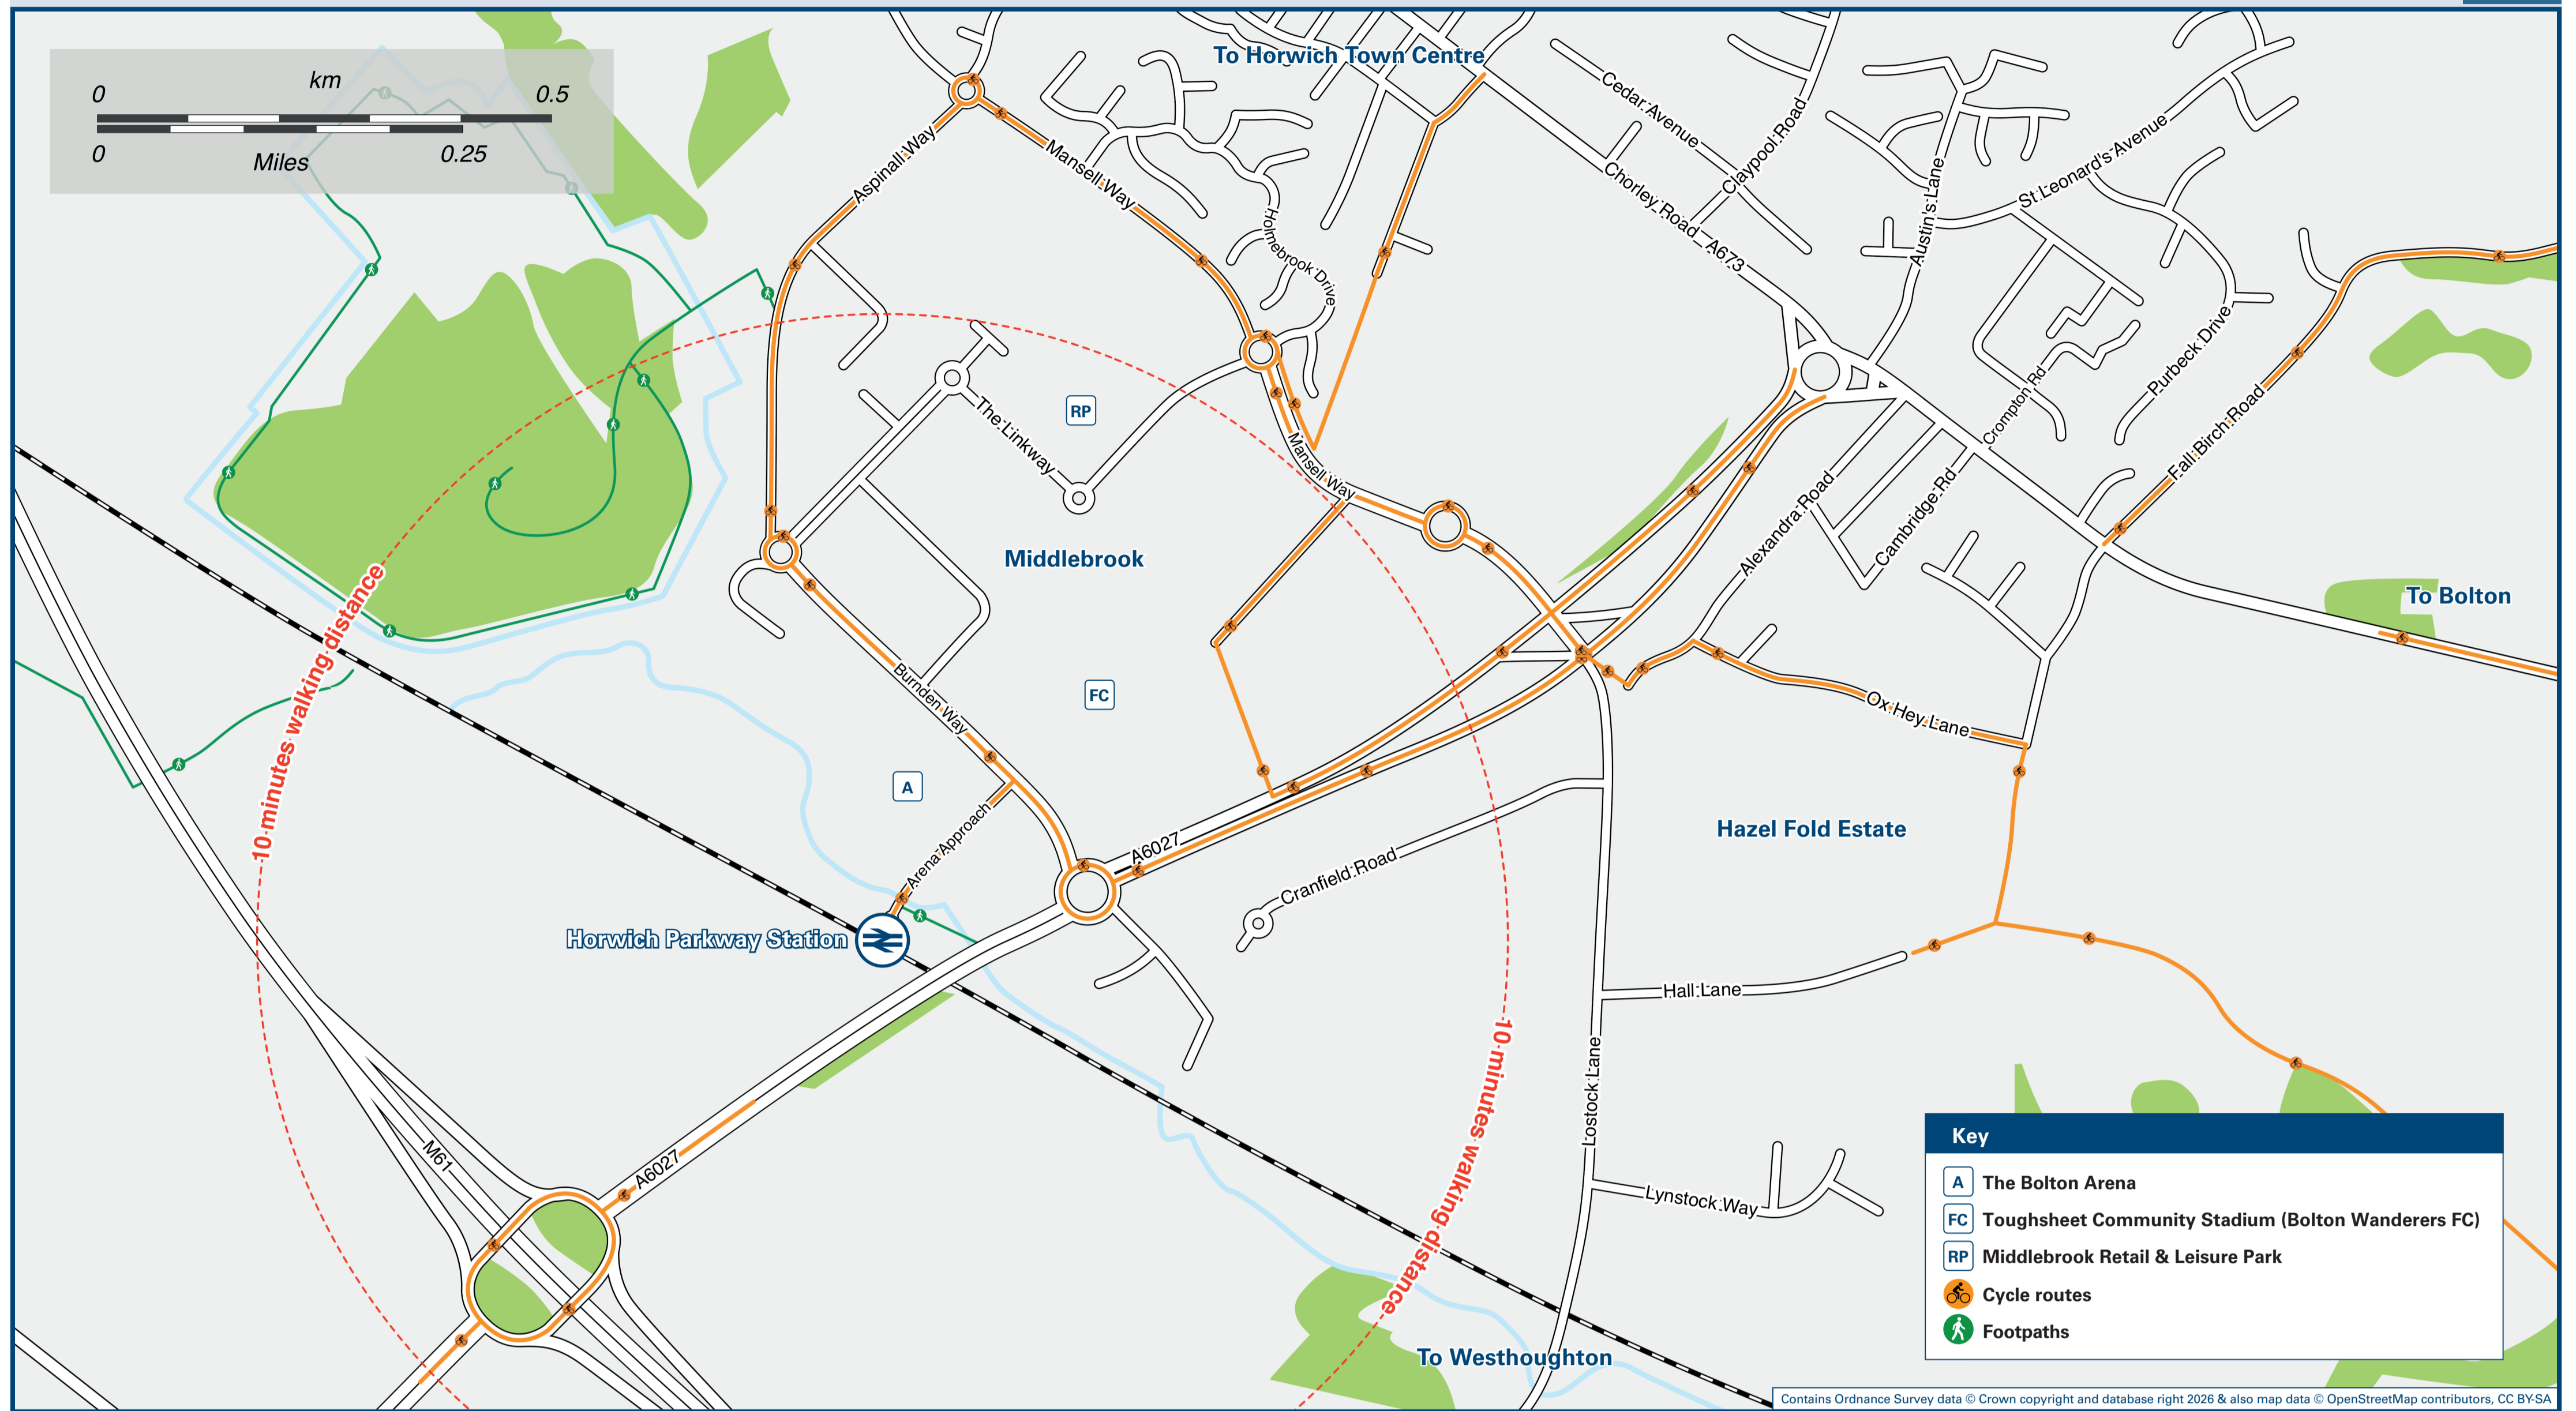 km
0 0.5
0 0.25
Miles
To Horwich Town Centre
Cedar Avenue
Claypool Road
Aspinall Way
Mansell Way
Chorley Road A673
Austin's Lane
St Leonard's Avenue
Holmebrook Drive
Purbeck Drive
Crompton Rd
Fall Birch Road
The Linkway
RP
Mansell Way
Alexandra Road
Cambridge Rd
Middlebrook
To Bolton
10 minutes walking distance
Burnden Way
FC
Ox Hey Lane
A
Arena Approach
A6027
Cranfield Road
Hazel Fold Estate
Horwich Parkway Station
Hall Lane
10 minutes walking distance
Lostock Lane
M61
A6027
Lynstock Way
To Westhoughton
Key
A The Bolton Arena
FC Toughsheet Community Stadium (Bolton Wanderers FC)
RP Middlebrook Retail & Leisure Park
Cycle routes
Footpaths
Contains Ordnance Survey data © Crown copyright and database right 2026 & also map data © OpenStreetMap contributors, CC BY-SA